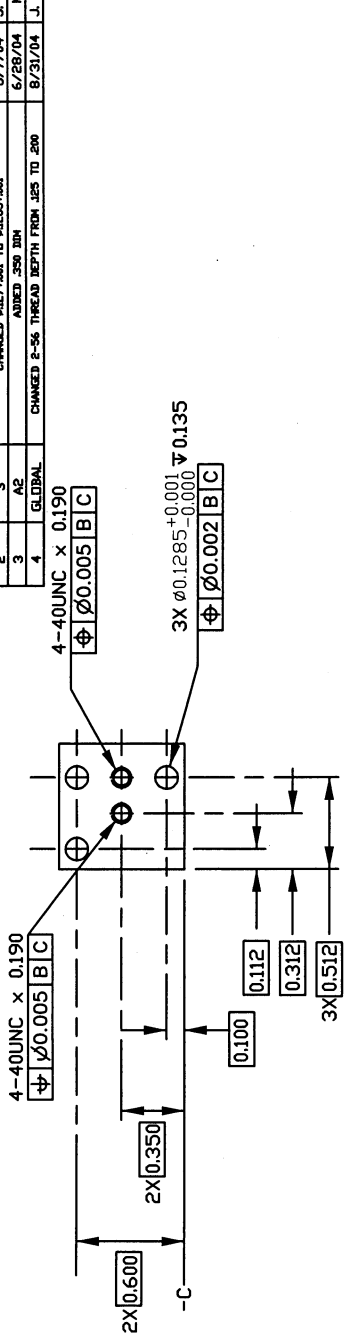 3
A2
ADDED .350 DIM
6/28/04
4
GLOBAL
CHANGED 2-56 THREAD DEPTH FROM .125 TO .200
8/31/04
J.
4-40UNC x 0.190
⌖ Ø0.005 B C
4-40UNC x 0.190
⌖ Ø0.005 B C
3X Ø0.1285 +0.001 -0.000 ↧ 0.135
⌖ Ø0.002 B C
2X 0.600
2X 0.350
-C-
0.100
0.112
0.312
3X 0.512